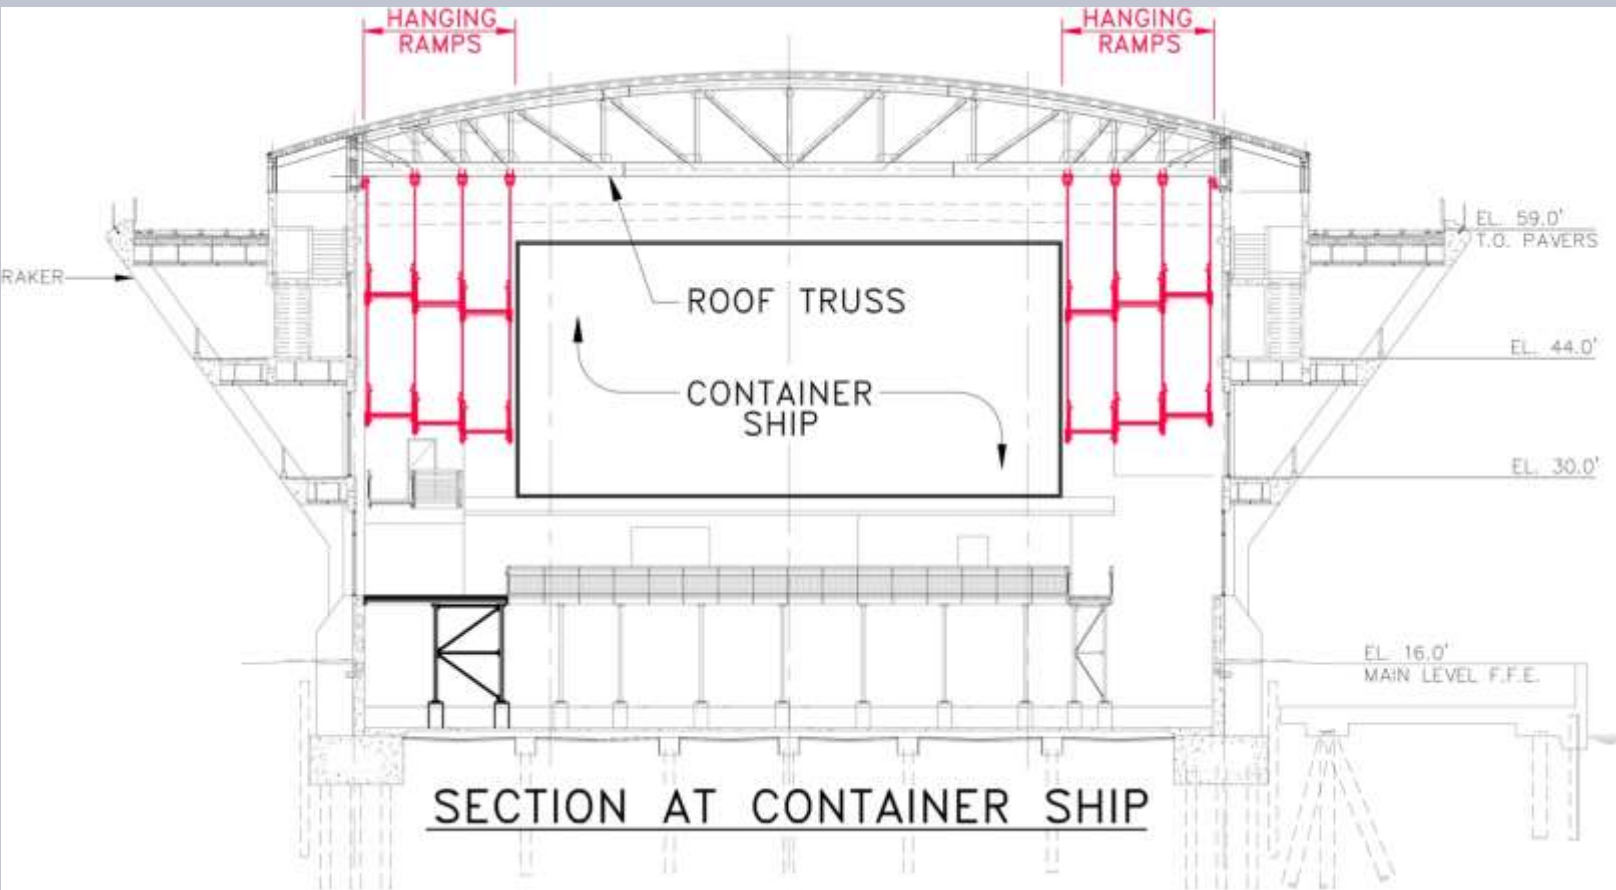 HANGING
RAMPS
HANGING
RAMPS
EL. 59.0'
T.O. PAVERS
RAKER
ROOF TRUSS
EL. 44.0'
CONTAINER
SHIP
EL. 30.0'
EL. 16.0'
MAIN LEVEL F.F.E.
SECTION AT CONTAINER SHIP